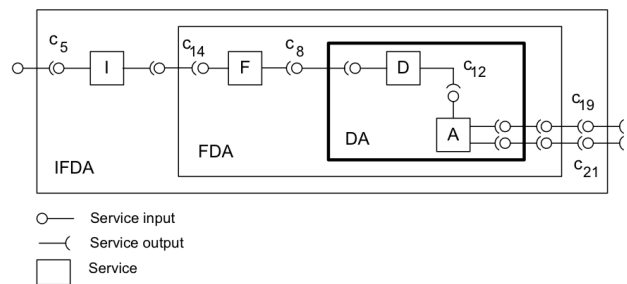 c5
I
c14
F
c8
D
c12
A
c19
c21
DA
FDA
IFDA
Service input
Service output
Service